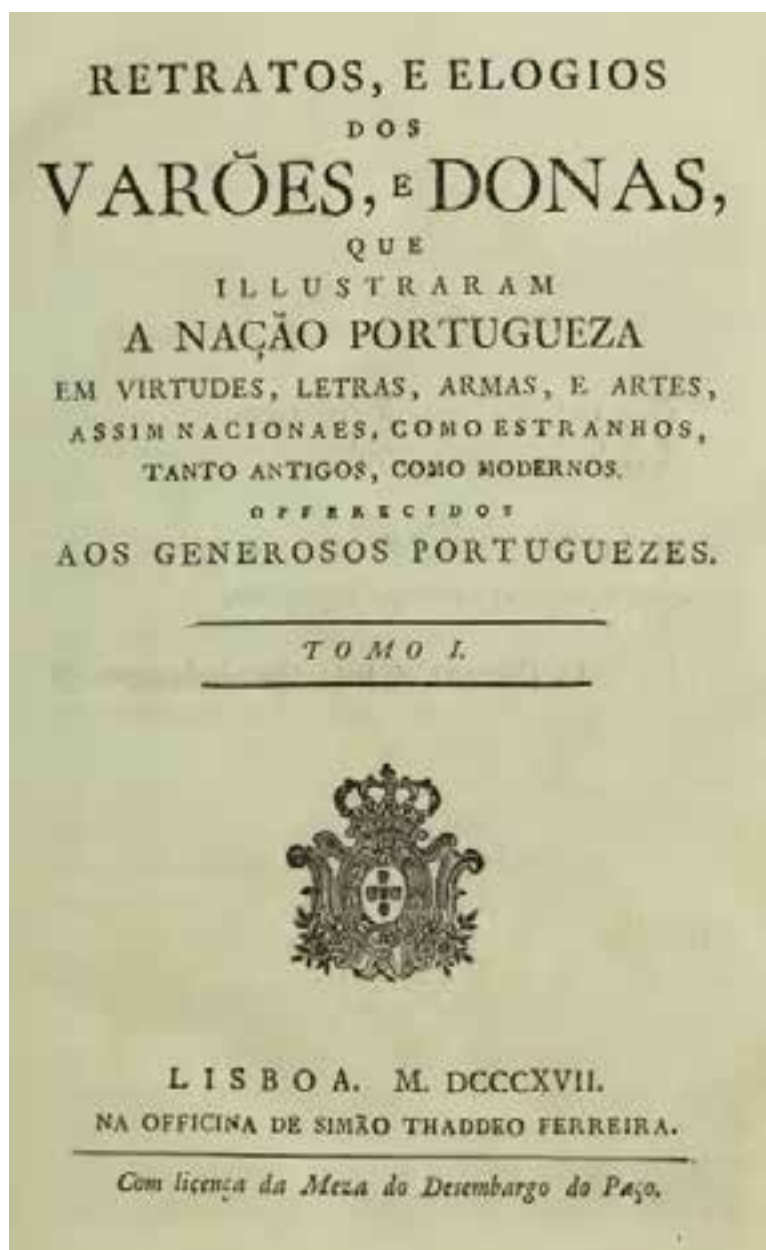 RETRATOS, E ELOGIOS
DOS
VARÕES, E DONAS,
QUE
ILLUSTRARAM
A NAÇÃO PORTUGUEZA
EM VIRTUDES, LETRAS, ARMAS, E ARTES,
ASSIM NACIONAES, COMO ESTRANHOS,
TANTO ANTIGOS, COMO MODERNOS.
OFFERECIDOS
AOS GENEROSOS PORTUGUEZES.
TOMO I.
LISBOA. M. DCCCXVII.
NA OFFICINA DE SIMÃO THADDEO FERREIRA.
Com licença da Meza do Desembargo do Paço.